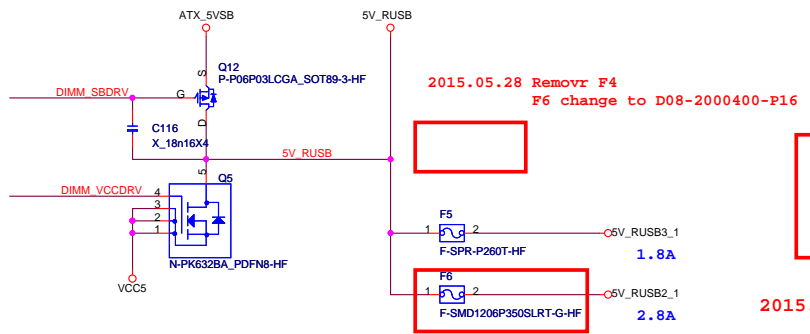 ATX_5VSB
5V_RUSB
S
Q12
P-P06P03LCGA_SOT89-3-HF
DIMM_SBDRV
G
2015.05.28 Removr F4
F6 change to D08-2000400-P16
D
C116
X_18n16X4
5V_RUSB
5
Q5
DIMM_VCCDRV
4
3
2
1
N-PK632BA_PDFN8-HF
VCC5
F5
1
2
5V_RUSB3_1
F-SPR-P260T-HF
1.8A
F6
1
2
5V_RUSB2_1
F-SMD1206P350SLRT-G-HF
2.8A
2015